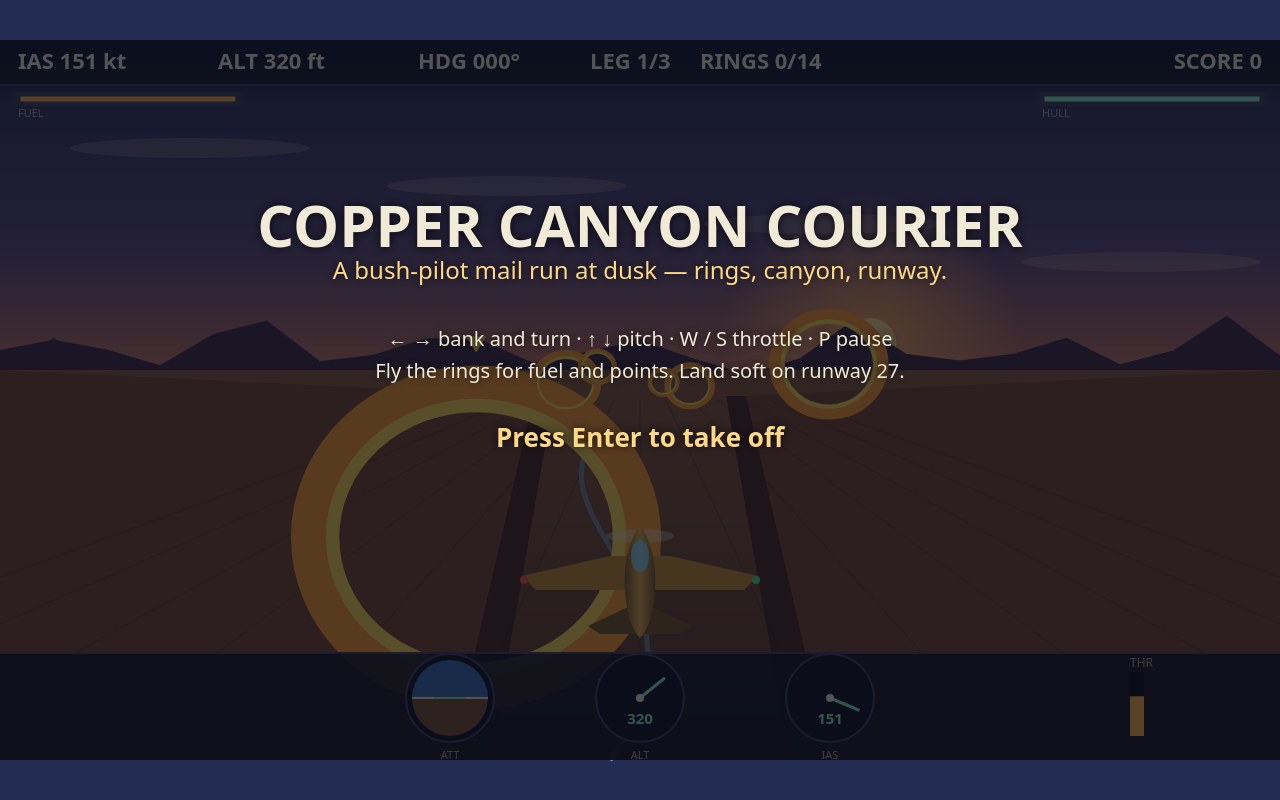 IAS 151 kt ALT 320 ft HDG 000° LEG 1/3 RINGS 0/14 SCORE 0
FUEL HULL
COPPER CANYON COURIER
A bush-pilot mail run at dusk — rings, canyon, runway.
← → bank and turn · ↑ ↓ pitch · W / S throttle · P pause
Fly the rings for fuel and points. Land soft on runway 27.
Press Enter to take off
THR
320 151
ATT ALT IAS